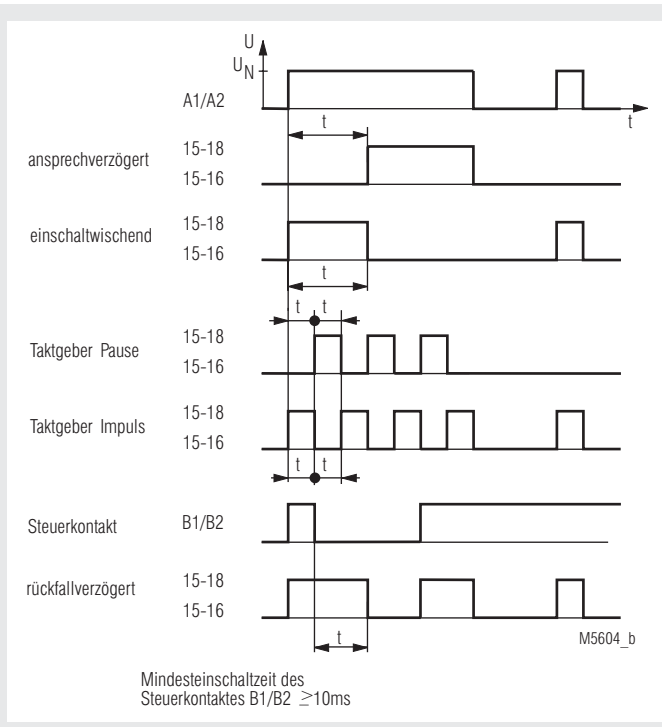 U
U_N
A1/A2
t
t
ansprechverzögert 15-18
15-16
einschaltwischend 15-18
15-16
t
t t
Taktgeber Pause 15-18
15-16
Taktgeber Impuls 15-18
15-16
t t
Steuerkontakt B1/B2
rückfallverzögert 15-18
15-16
t
M5604_b
Mindesteinschaltzeit des
Steuerkontaktes B1/B2 ≥10ms